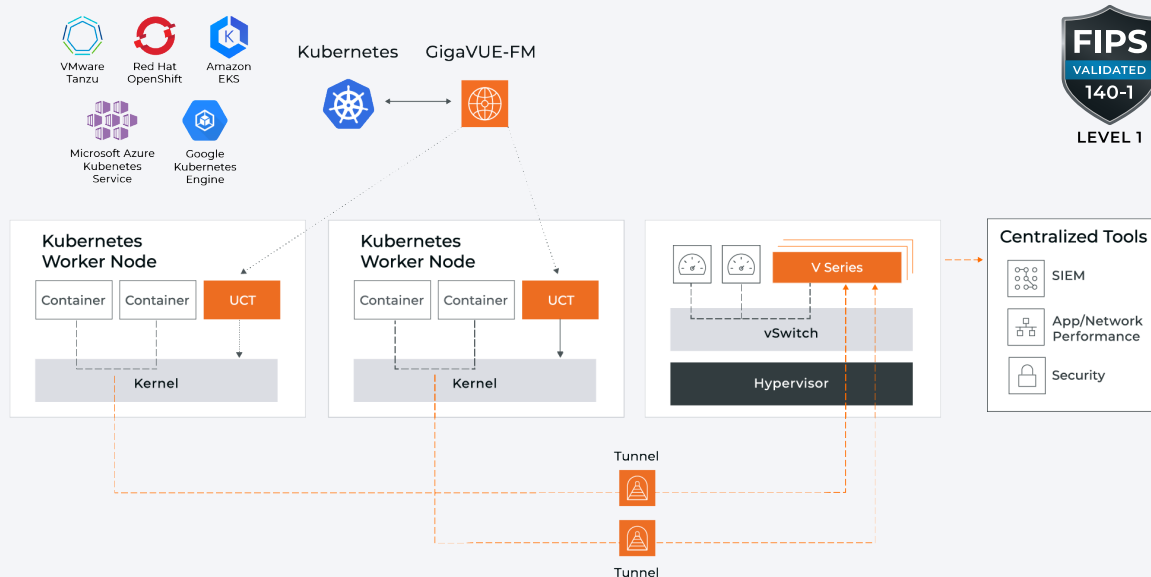 VMware
Tanzu
Red Hat
OpenShift
Amazon
EKS
K
Microsoft Azure
Kubenetes
Service
Google
Kubernetes
Engine
Kubernetes
GigaVUE-FM
FIPS
VALIDATED
140-1
LEVEL 1
Kubernetes
Worker Node
Container
Container
UCT
Kernel
Kubernetes
Worker Node
Container
Container
UCT
Kernel
V Series
vSwitch
Hypervisor
Centralized Tools
SIEM
App/Network
Performance
Security
Tunnel
Tunnel